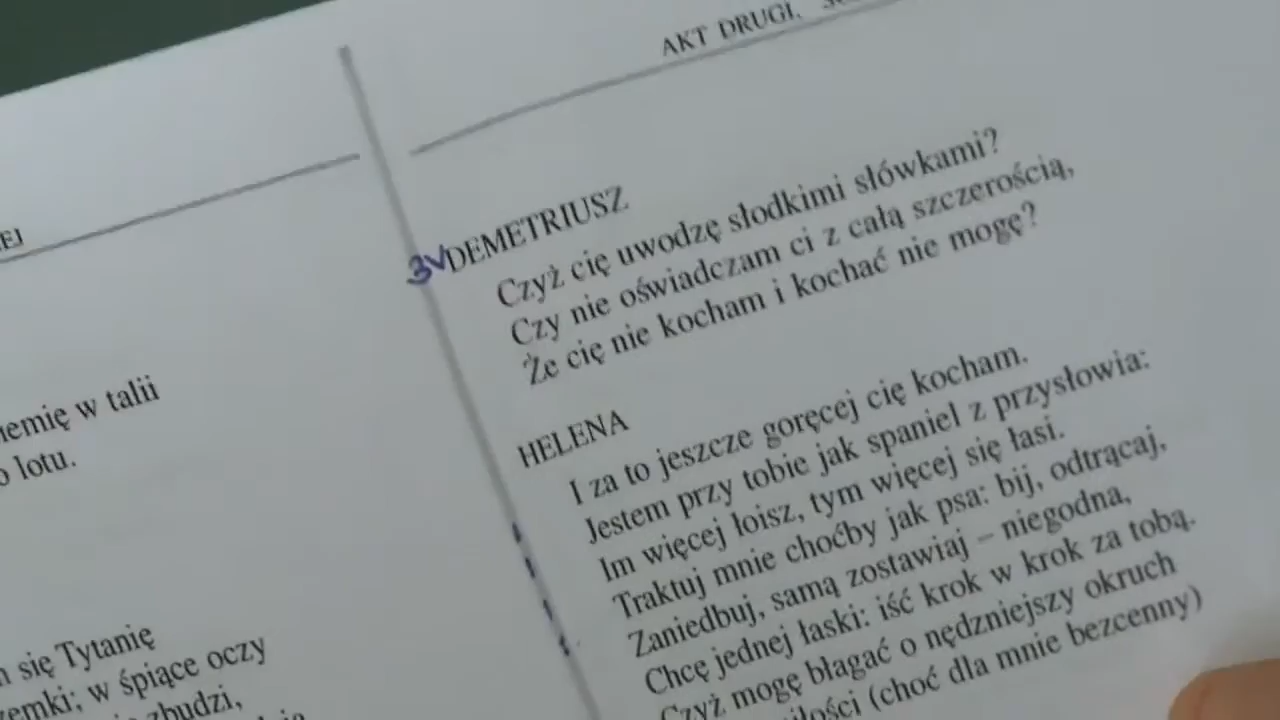 EJ
w talii
lotu.
się Tytanię
w śpiące oczy
zbudzi,
AKT DRUGI.
3V DEMETRIUSZ
Czyż cię uwodzę słodkimi słówkami?
Czy nie oświadczam ci z całą szczerością,
Że cię nie kocham i kochać nie mogę?
HELENA
I za to jeszcze goręcej cię kocham.
Jestem przy tobie jak spaniel z przysłowia:
Im więcej łoisz, tym więcej się łasi.
Traktuj mnie choćby jak psa: bij, odtrącaj,
Zaniedbuj, samą zostawiaj – niegodna,
Chcę jednej łaski: iść krok w krok za tobą.
Czyż mogę błagać o nędzniejszy okruch
(choć dla mnie bezcenny)